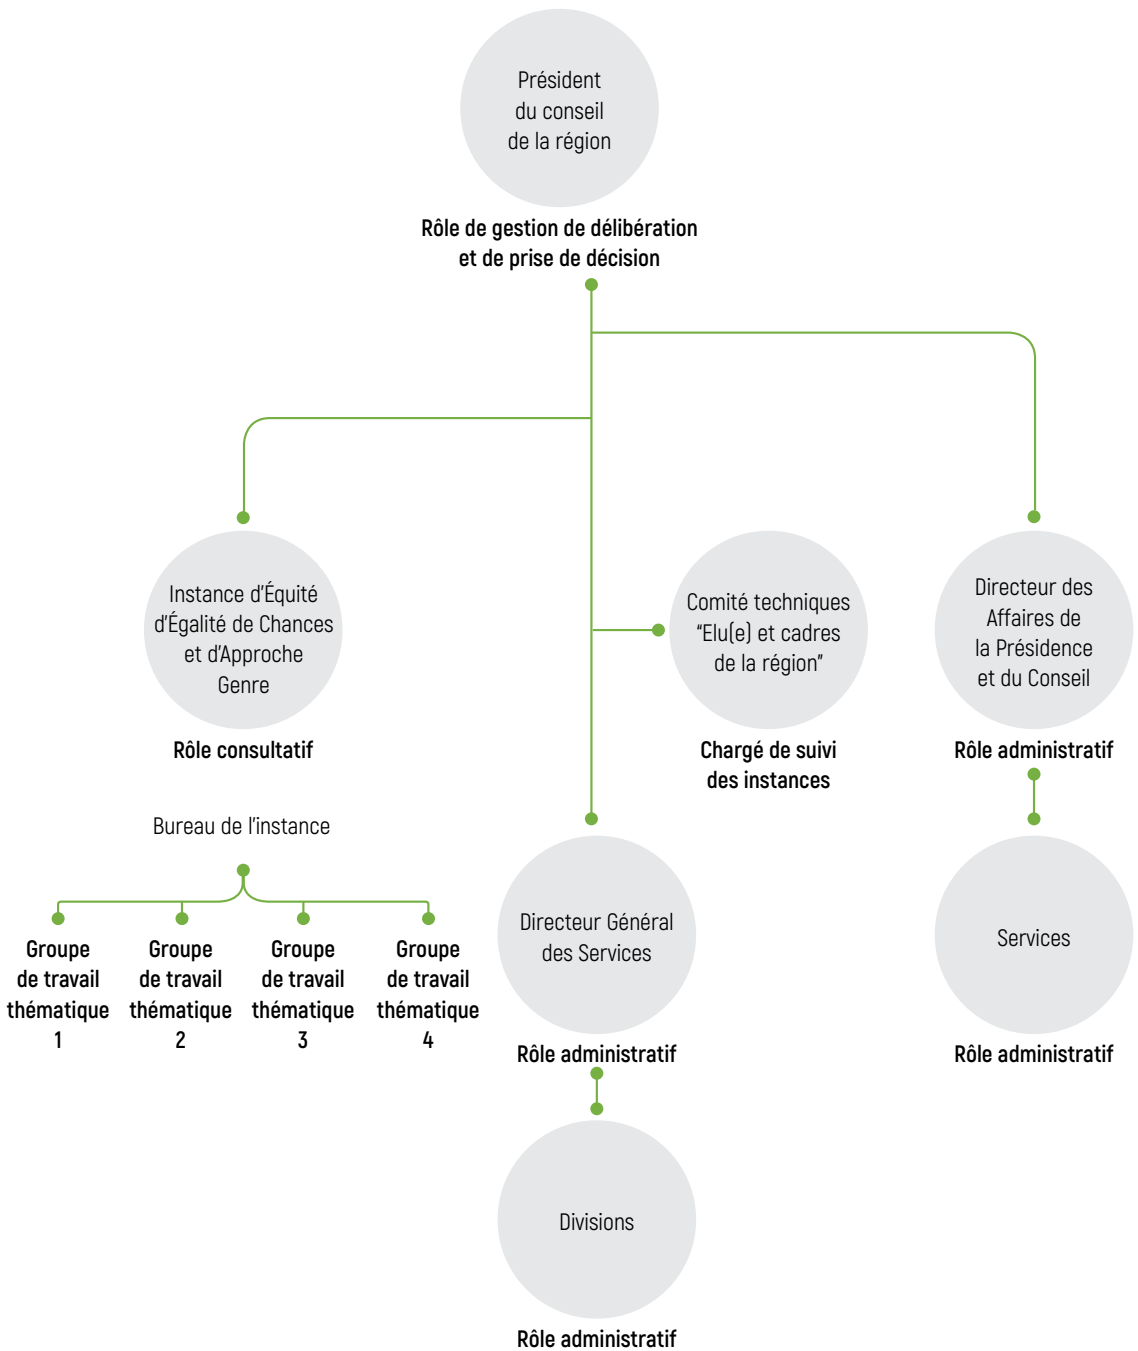 Président
du conseil
de la région
Rôle de gestion de délibération
et de prise de décision
Instance d'Équité
d'Égalité de Chances
et d'Approche
Genre
Rôle consultatif
Comité techniques
"Elu(e) et cadres
de la région"
Chargé de suivi
des instances
Directeur des
Affaires de
la Présidence
et du Conseil
Rôle administratif
Bureau de l'instance
Groupe
de travail
thématique
1
Groupe
de travail
thématique
2
Groupe
de travail
thématique
3
Groupe
de travail
thématique
4
Directeur Général
des Services
Rôle administratif
Services
Rôle administratif
Divisions
Rôle administratif